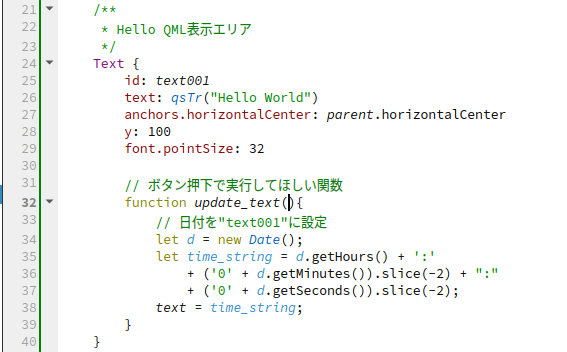 21 /**
22 * Hello QML表示エリア
23 */
24 Text {
25 id: text001
26 text: qsTr("Hello World")
27 anchors.horizontalCenter: parent.horizontalCenter
28 y: 100
29 font.pointSize: 32
30
31 // ボタン押下で実行してほしい関数
32 function update_text(){
33 // 日付を"text001"に設定
34 let d = new Date();
35 let time_string = d.getHours() + ':'
36 + ('0' + d.getMinutes()).slice(-2) + ":"
37 + ('0' + d.getSeconds()).slice(-2);
38 text = time_string;
39 }
40 }